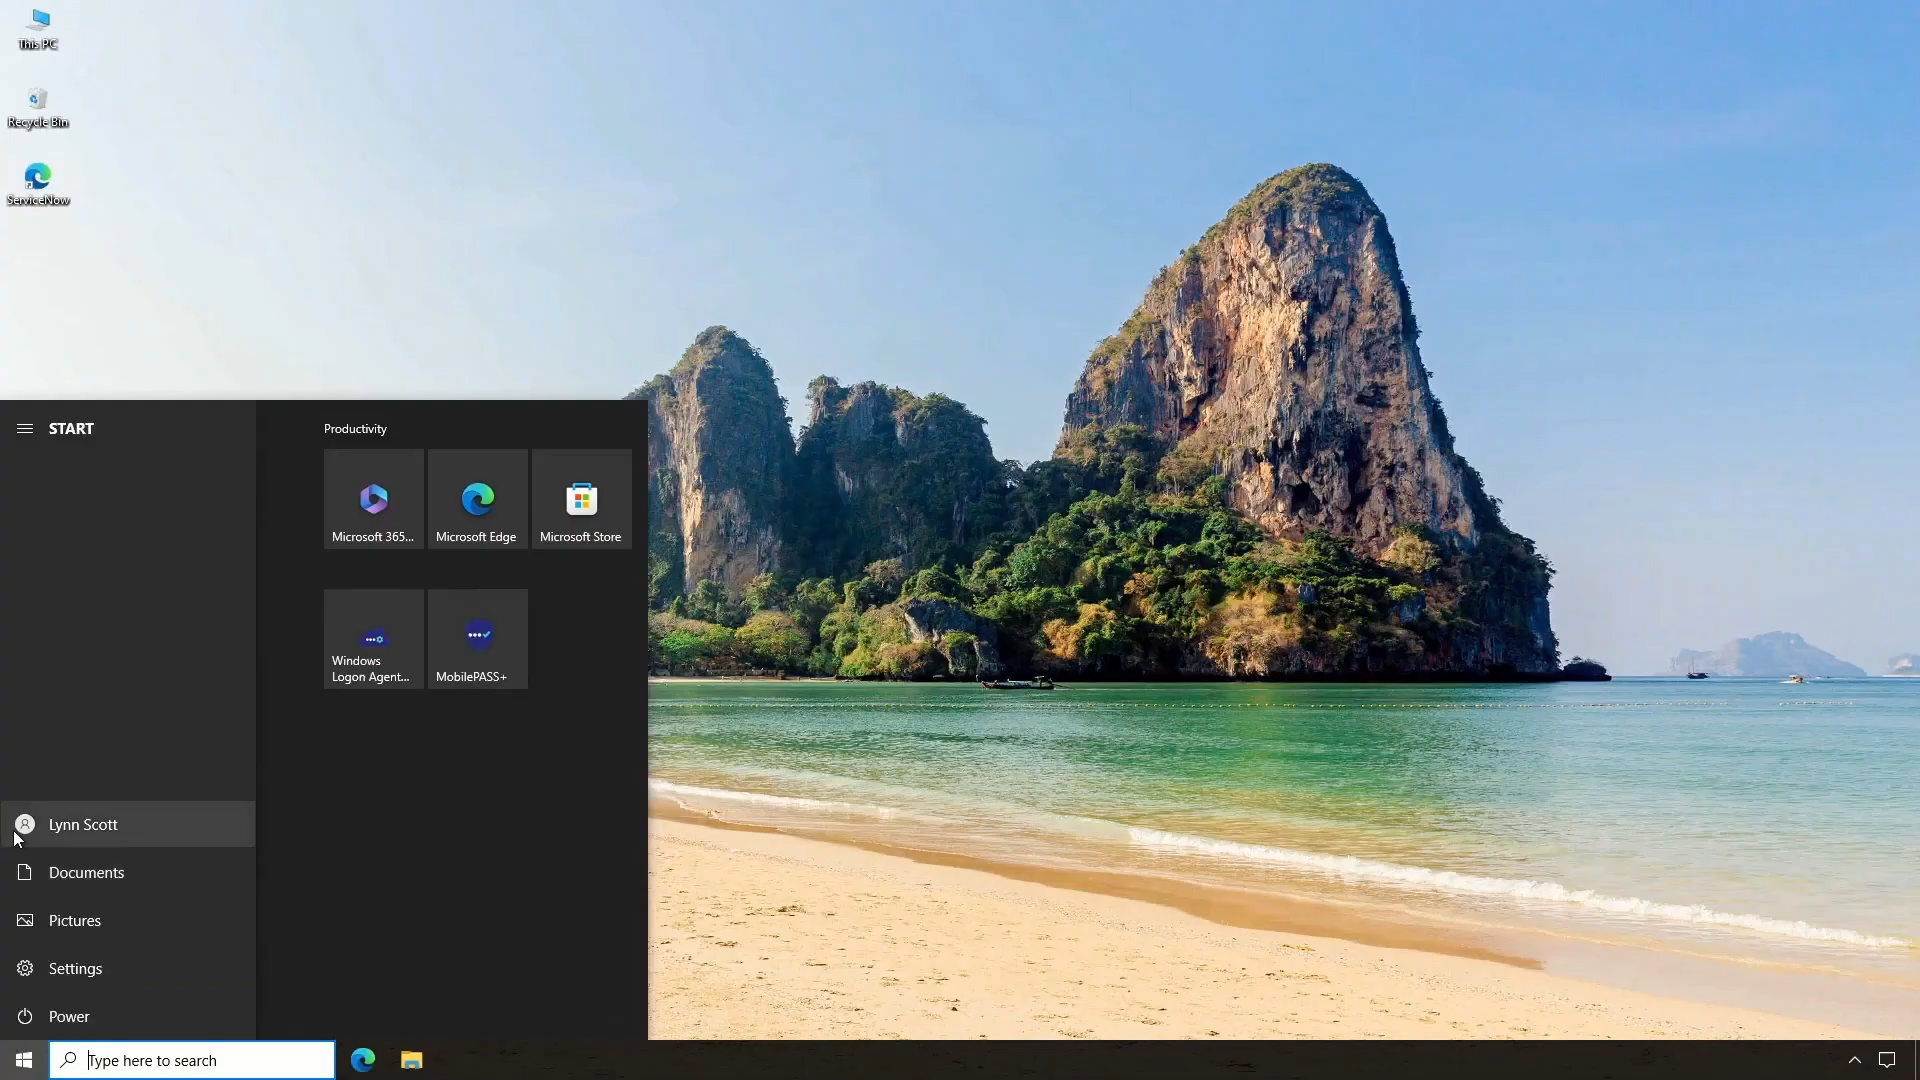 This PC
Recycle Bin
ServiceNow
START
Productivity
Microsoft 365...
Microsoft Edge
Microsoft Store
Windows
Logon Agent...
MobilePASS+
Lynn Scott
Documents
Pictures
Settings
Power
Type here to search